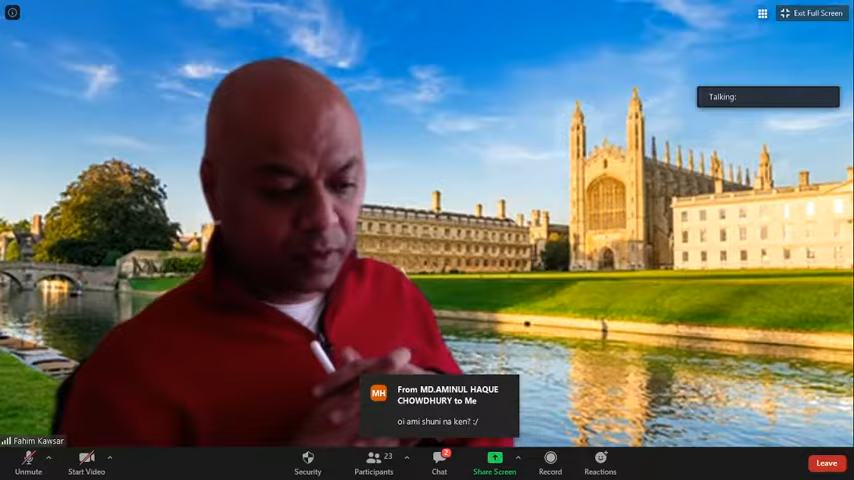 Exit Full Screen
Talking:
From MD.AMINUL HAQUE
CHOWDHURY to Me
MH
oi ami shuni na ken? :/
Fahim Kawsar
Unmute
Start Video
Security
Participants
23
Chat
2
Share Screen
Record
Reactions
Leave